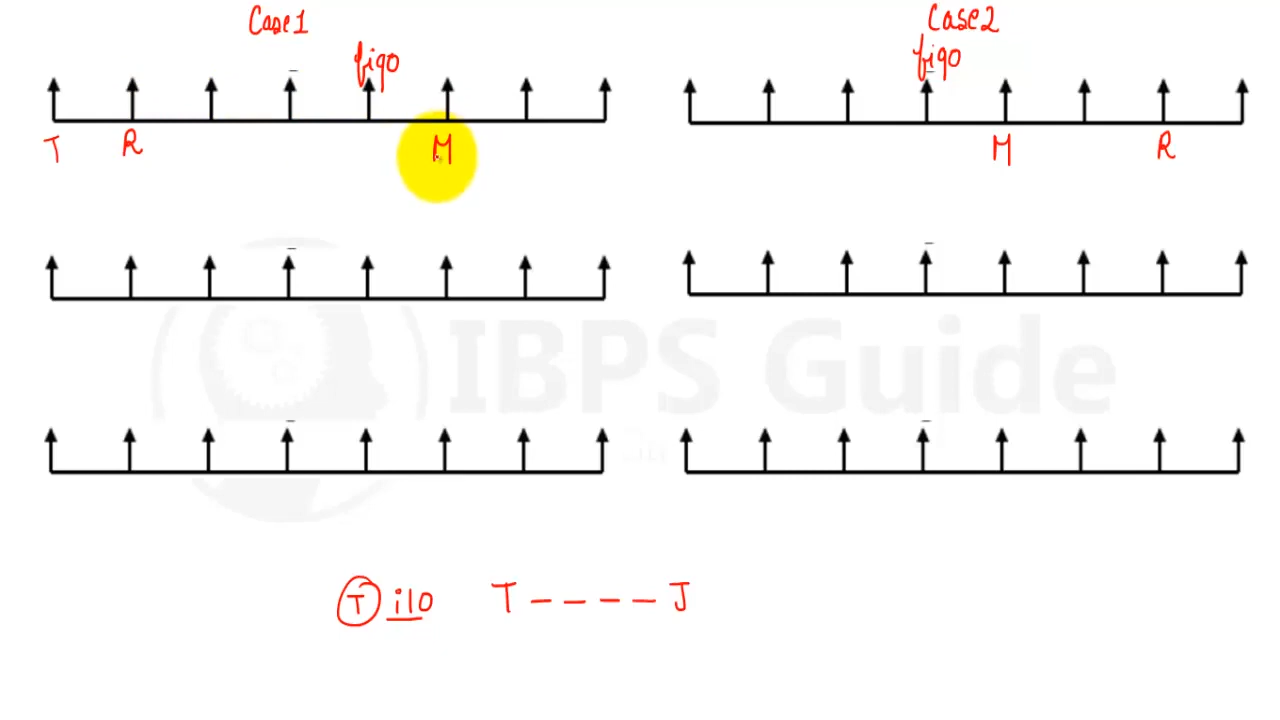 Case1
Case2
figo
figo
T R M
M R
IBPS Guide
T ilo T - - - - J